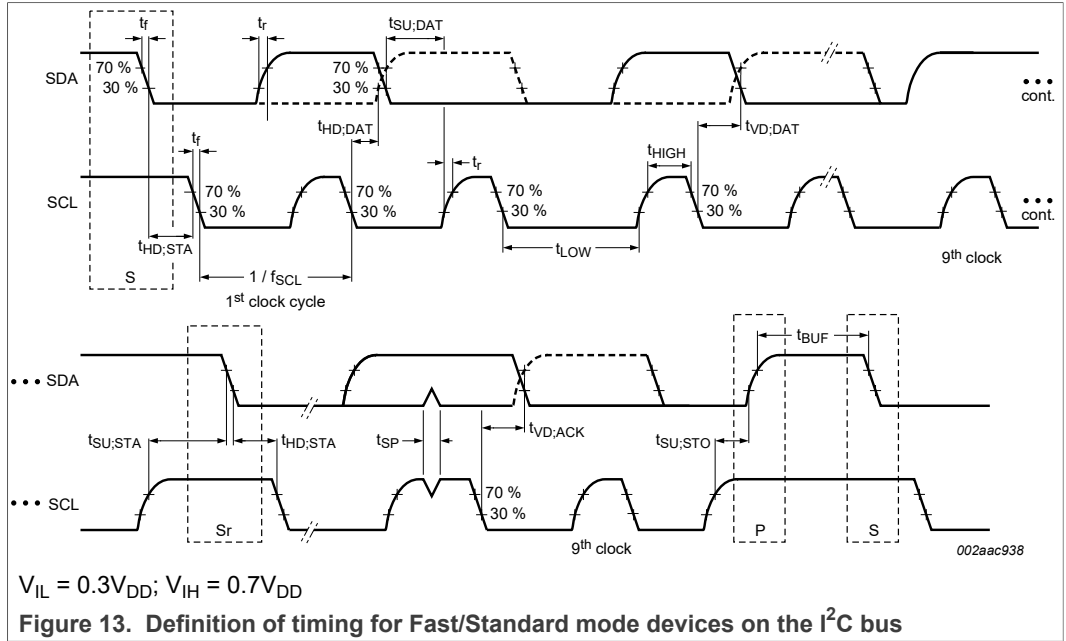 tf tr tSU;DAT
SDA 70 % 30 % 70 % 30 % cont.
tHD;DAT tVD;DAT
tf tr tHIGH
SCL 70 % 30 % 70 % 30 % 70 % 30 % 70 % 30 % cont.
tHD;STA tLOW
S 1 / fSCL 9th clock
1st clock cycle
tBUF
••• SDA
tSU;STA tHD;STA tSP tVD;ACK tSU;STO
••• SCL 70 % 30 %
Sr 9th clock P S
002aac938
VIL = 0.3VDD; VIH = 0.7VDD
Figure 13. Definition of timing for Fast/Standard mode devices on the I2C bus